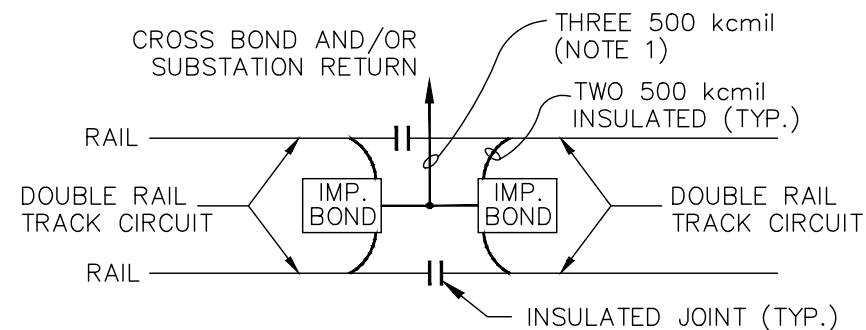 THREE 500 kcmil
(NOTE 1)
CROSS BOND AND/OR
SUBSTATION RETURN
TWO 500 kcmil
INSULATED (TYP.)
RAIL
IMP.
BOND
IMP.
BOND
DOUBLE RAIL
TRACK CIRCUIT
DOUBLE RAIL
TRACK CIRCUIT
RAIL
INSULATED JOINT (TYP.)